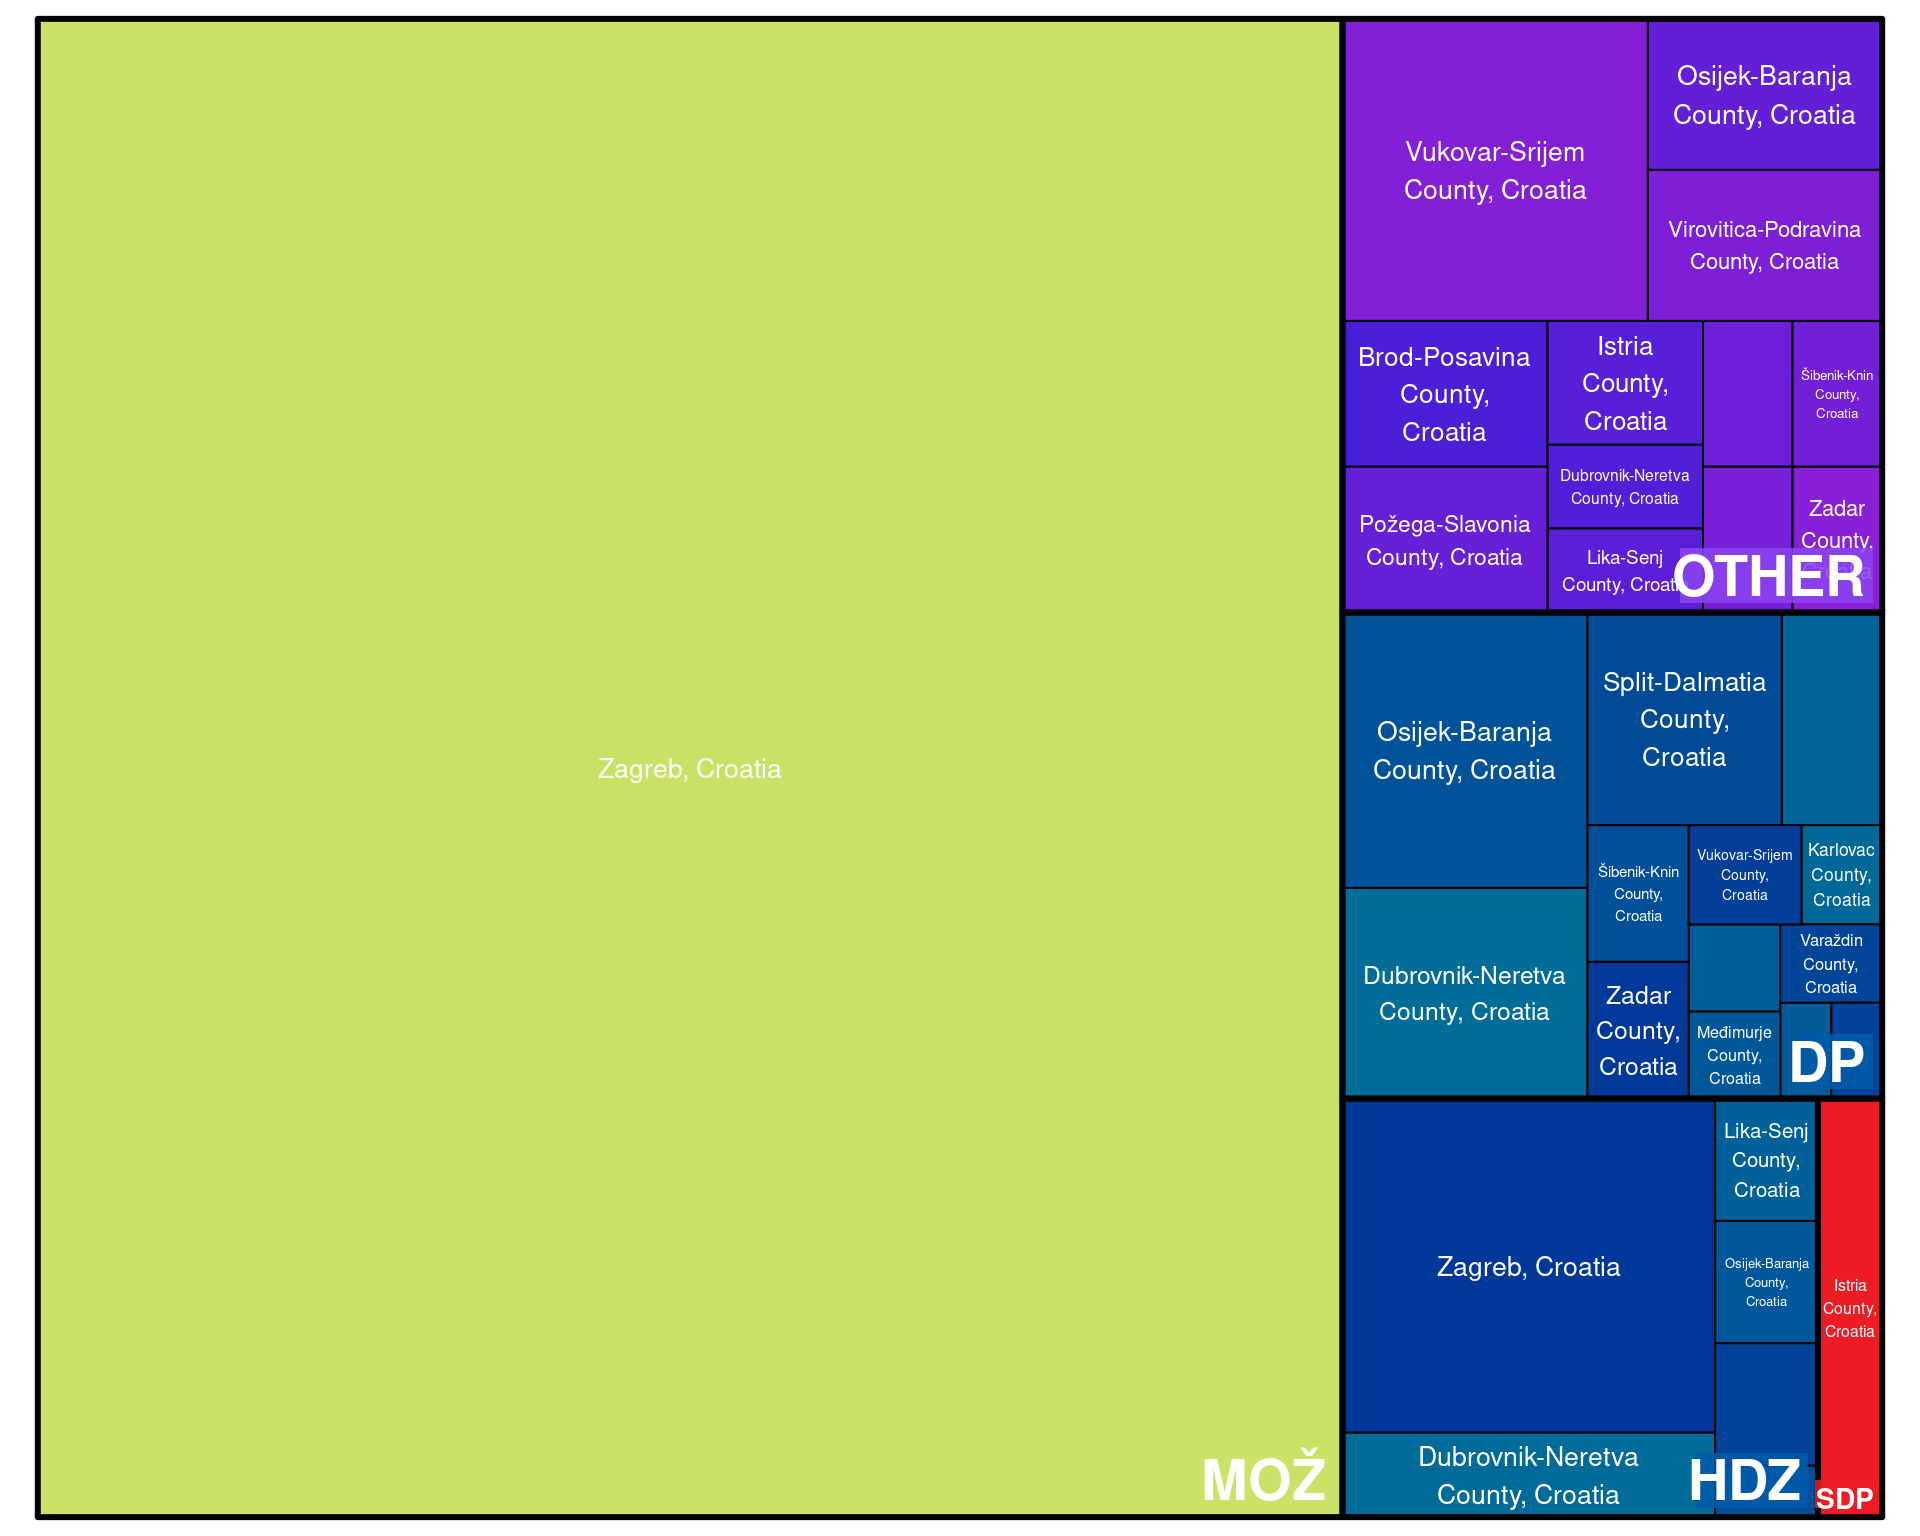 Zagreb, Croatia
MOŽ
Vukovar-Srijem
County, Croatia
Osijek-Baranja
County, Croatia
Virovitica-Podravina
County, Croatia
Brod-Posavina
County,
Croatia
Istria
County,
Croatia
Šibenik-Knin
County,
Croatia
Dubrovnik-Neretva
County, Croatia
Požega-Slavonia
County, Croatia
Lika-Senj
County, Croatia
Zadar
County,
Croatia
OTHER
Osijek-Baranja
County, Croatia
Split-Dalmatia
County,
Croatia
Dubrovnik-Neretva
County, Croatia
Šibenik-Knin
County,
Croatia
Vukovar-Srijem
County,
Croatia
Karlovac
County,
Croatia
Zadar
County,
Croatia
Varaždin
County,
Croatia
Međimurje
County,
Croatia
DP
Zagreb, Croatia
Lika-Senj
County,
Croatia
Osijek-Baranja
County,
Croatia
Dubrovnik-Neretva
County, Croatia
HDZ
Istria
County,
Croatia
SDP